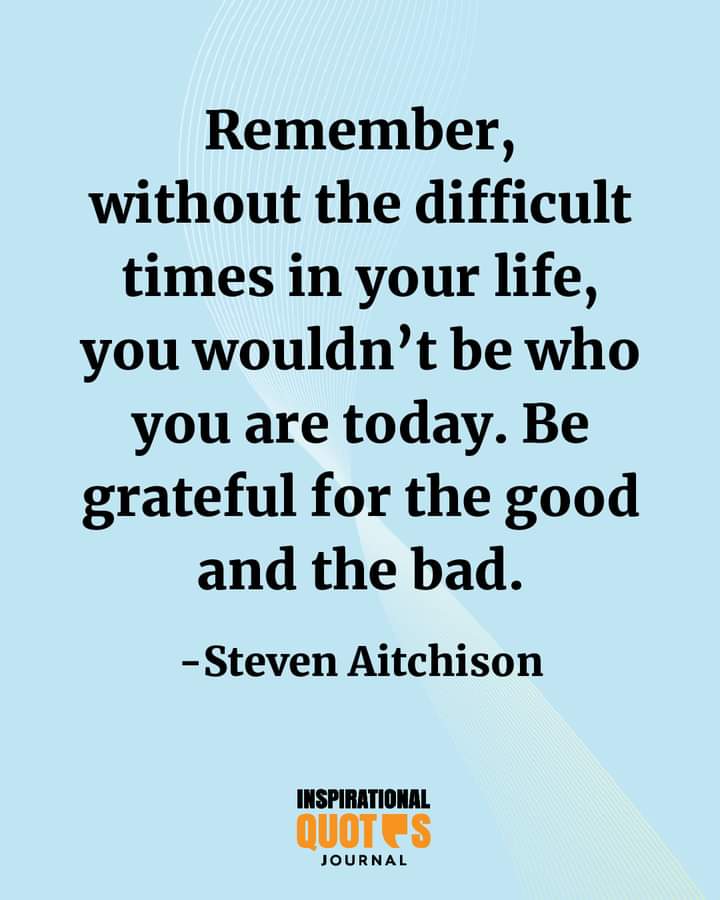 Remember,
without the difficult
times in your life,
you wouldn’t be who
you are today. Be
grateful for the good
and the bad.
-Steven Aitchison
INSPIRATIONAL
QUOTES
JOURNAL